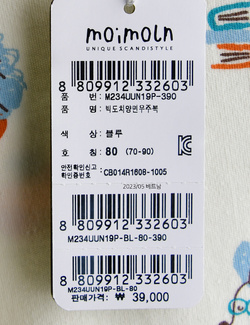 moimoln
UNIQUE SCANDISTYLE
8 809912 332603
품 번: M234UUN19P-390
품 명: 빅도치양면우주복
색 상: 블루
호 칭: 80 (70-90)
안전확인신고
확인증번호 : CB014R1608-1005
2023/05 베트남
8 809912 332603
M234UUN19P-BL-80-390
8 809912 332603
M234UUN19P-BL-80
판매가격: ₩ 39,000